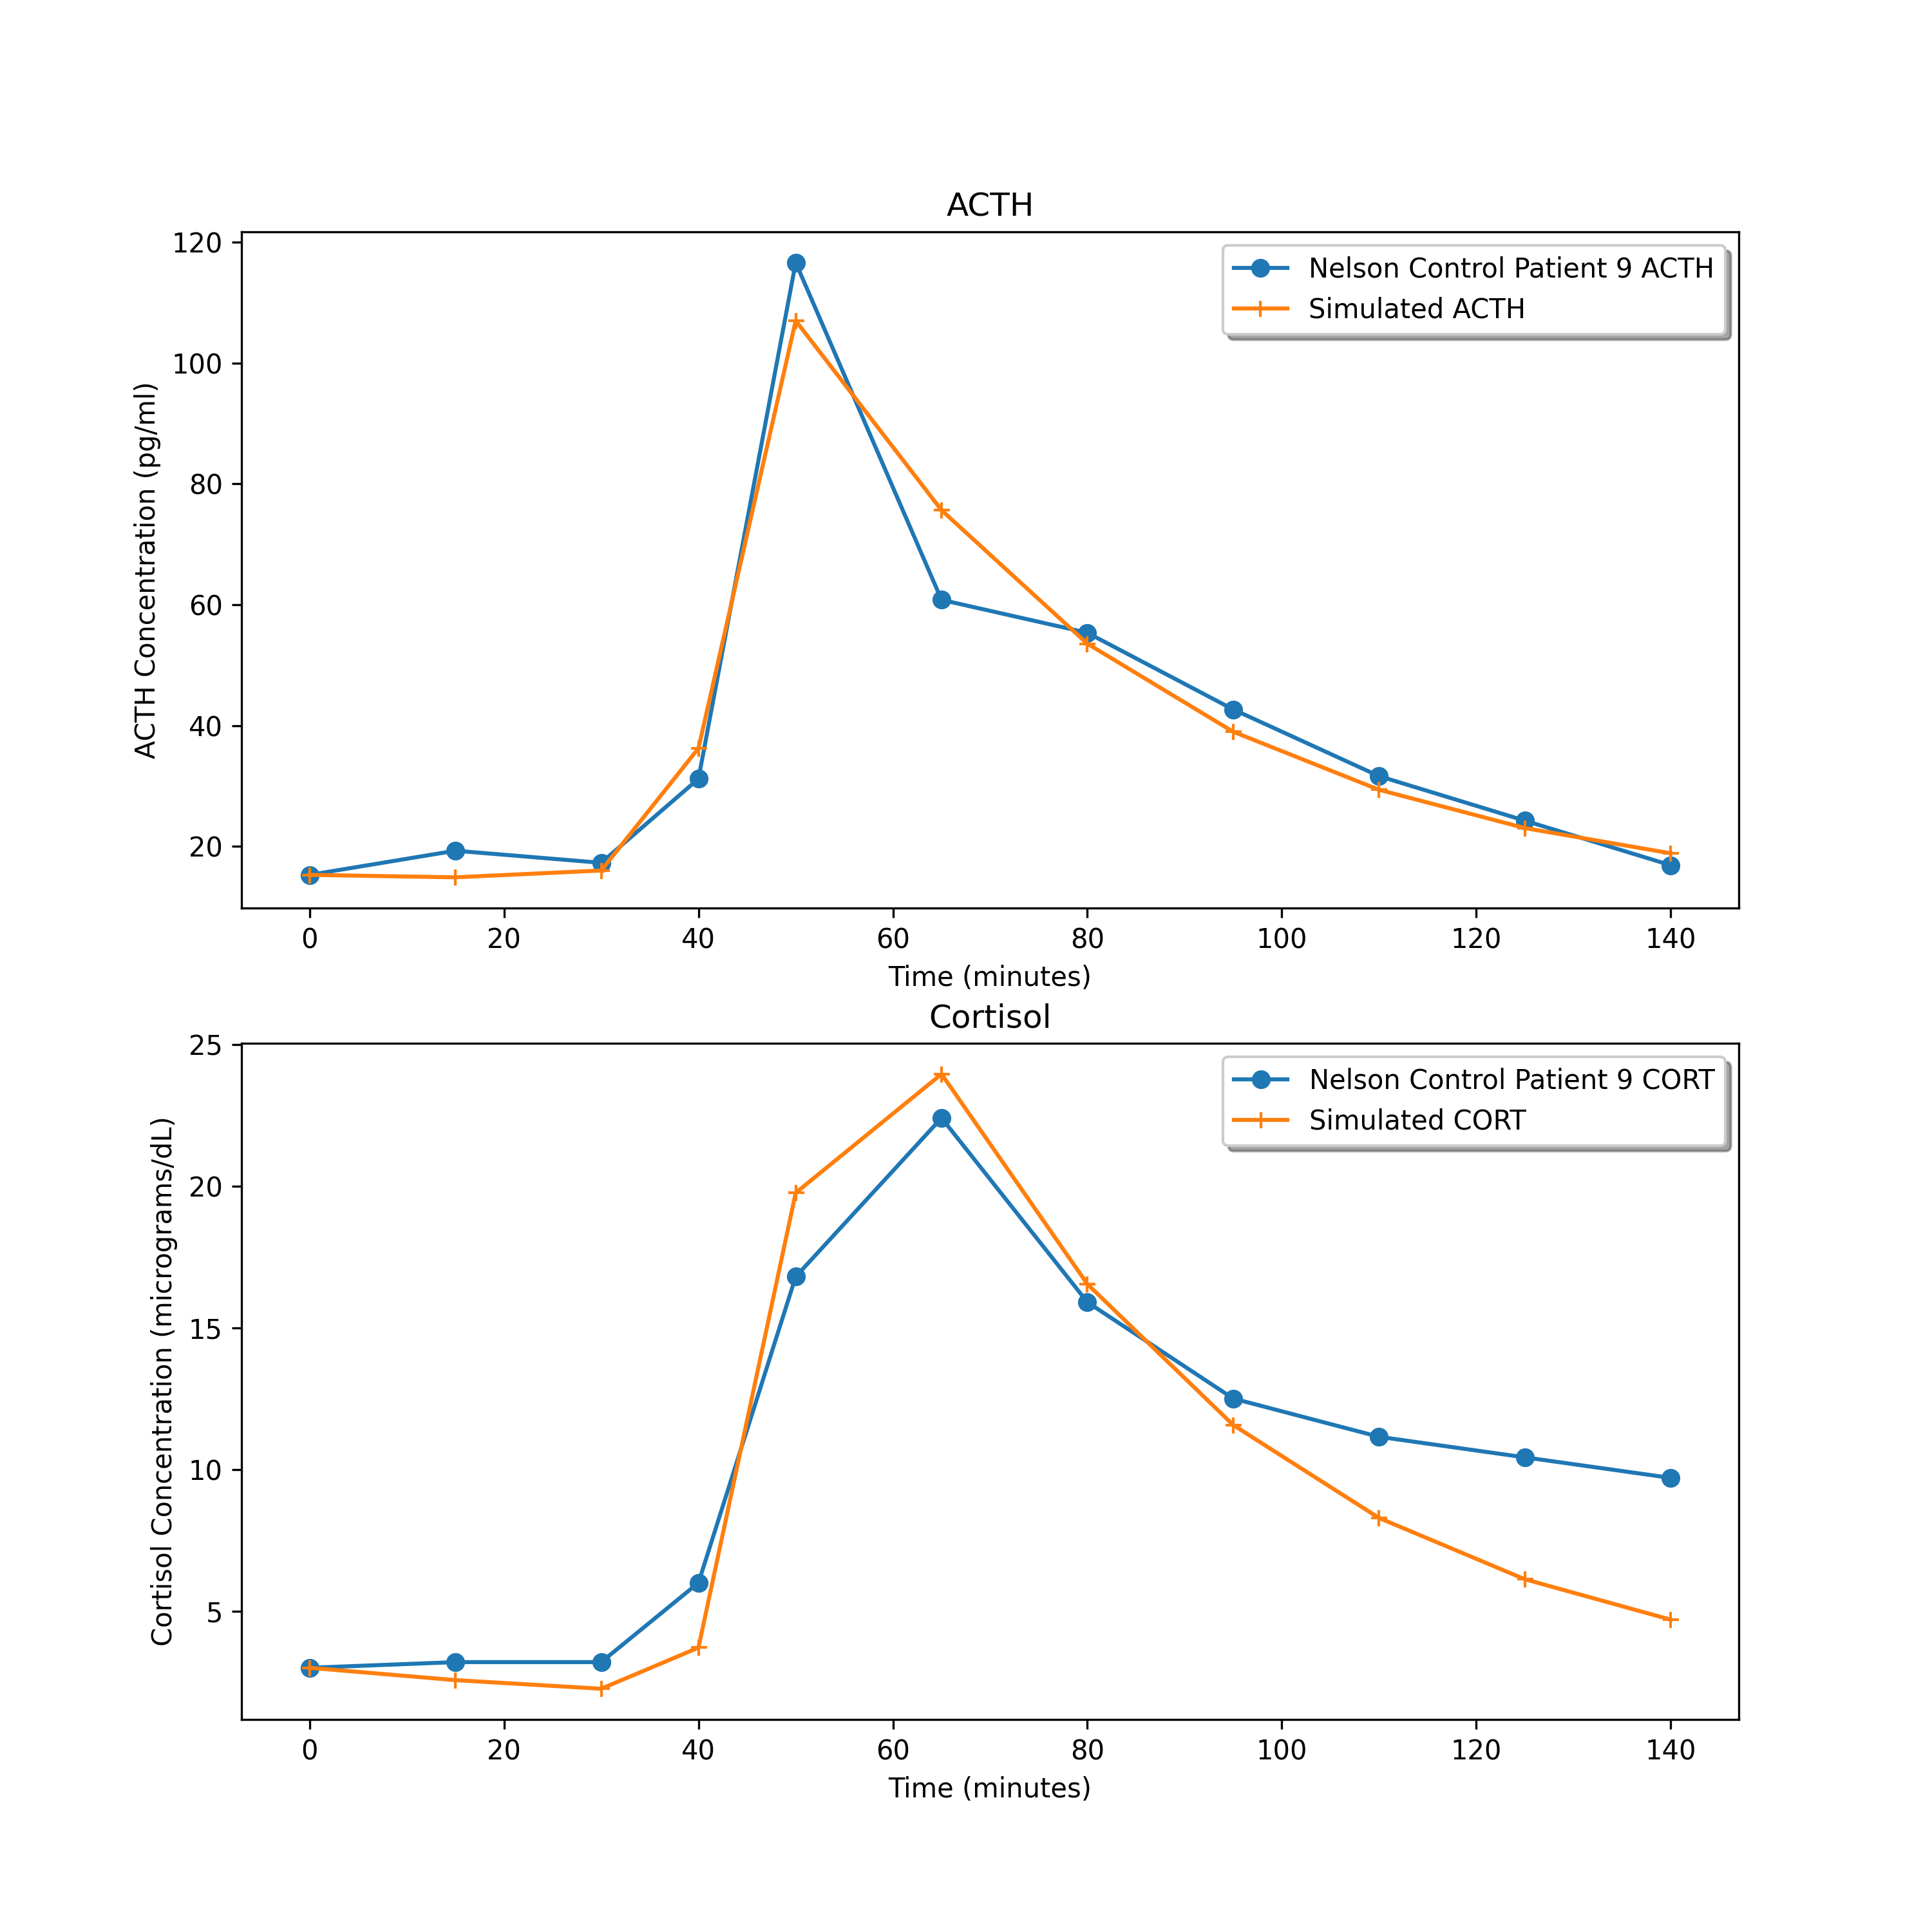 ACTH
120
100
80
60
40
20
ACTH Concentration (pg/ml)
Nelson Control Patient 9 ACTH
Simulated ACTH
0 20 40 60 80 100 120 140
Time (minutes)
Cortisol
25
20
15
10
5
Cortisol Concentration (micrograms/dL)
Nelson Control Patient 9 CORT
Simulated CORT
0 20 40 60 80 100 120 140
Time (minutes)